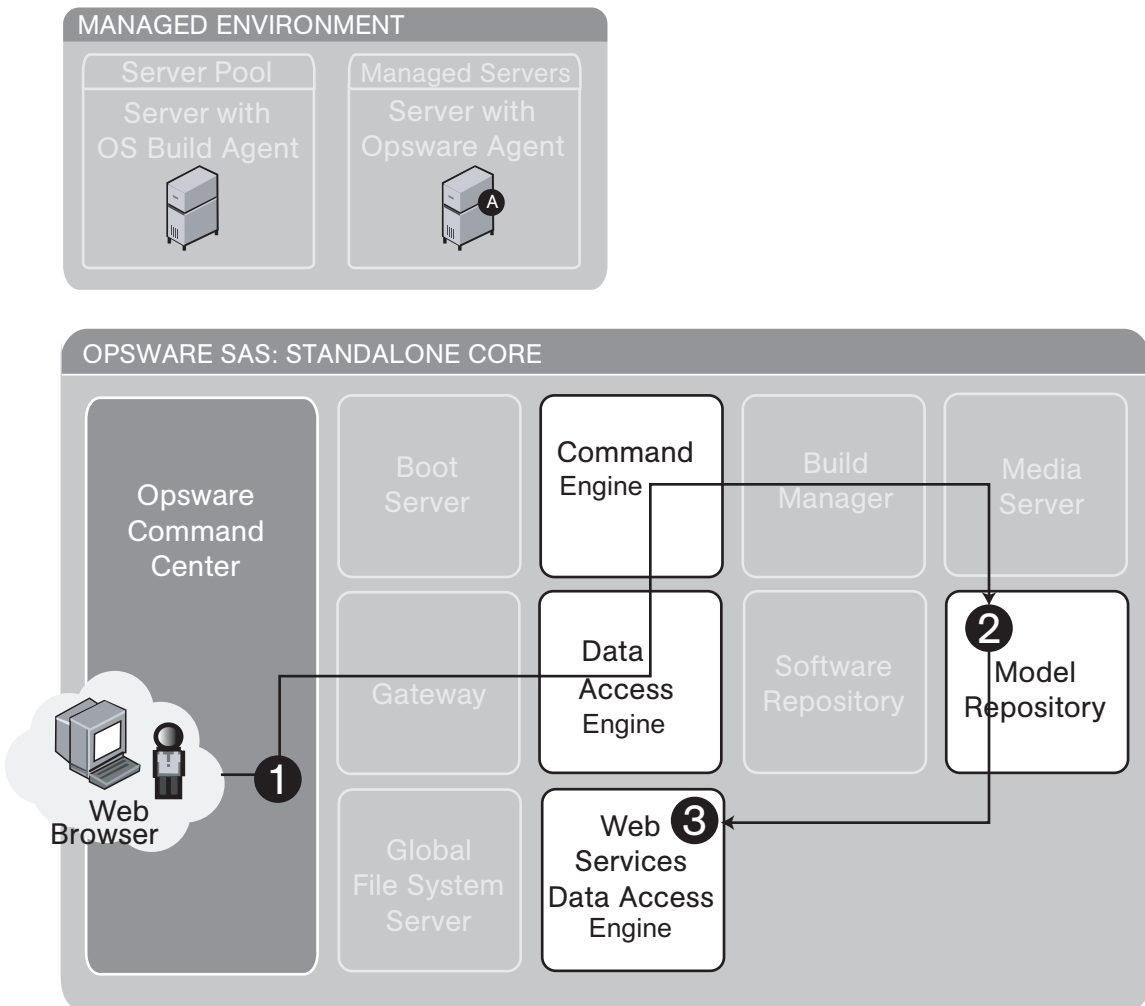 MANAGED ENVIRONMENT
Server Pool
Server with
OS Build Agent
Managed Servers
Server with
Opsware Agent
A
OPSWARE SAS: STANDALONE CORE
Opsware
Command
Center
Boot
Server
Command
Engine
Build
Manager
Media
Server
Gateway
Data
Access
Engine
Software
Repository
2
Model
Repository
1
Web
Browser
Global
File System
Server
3
Web
Services
Data Access
Engine